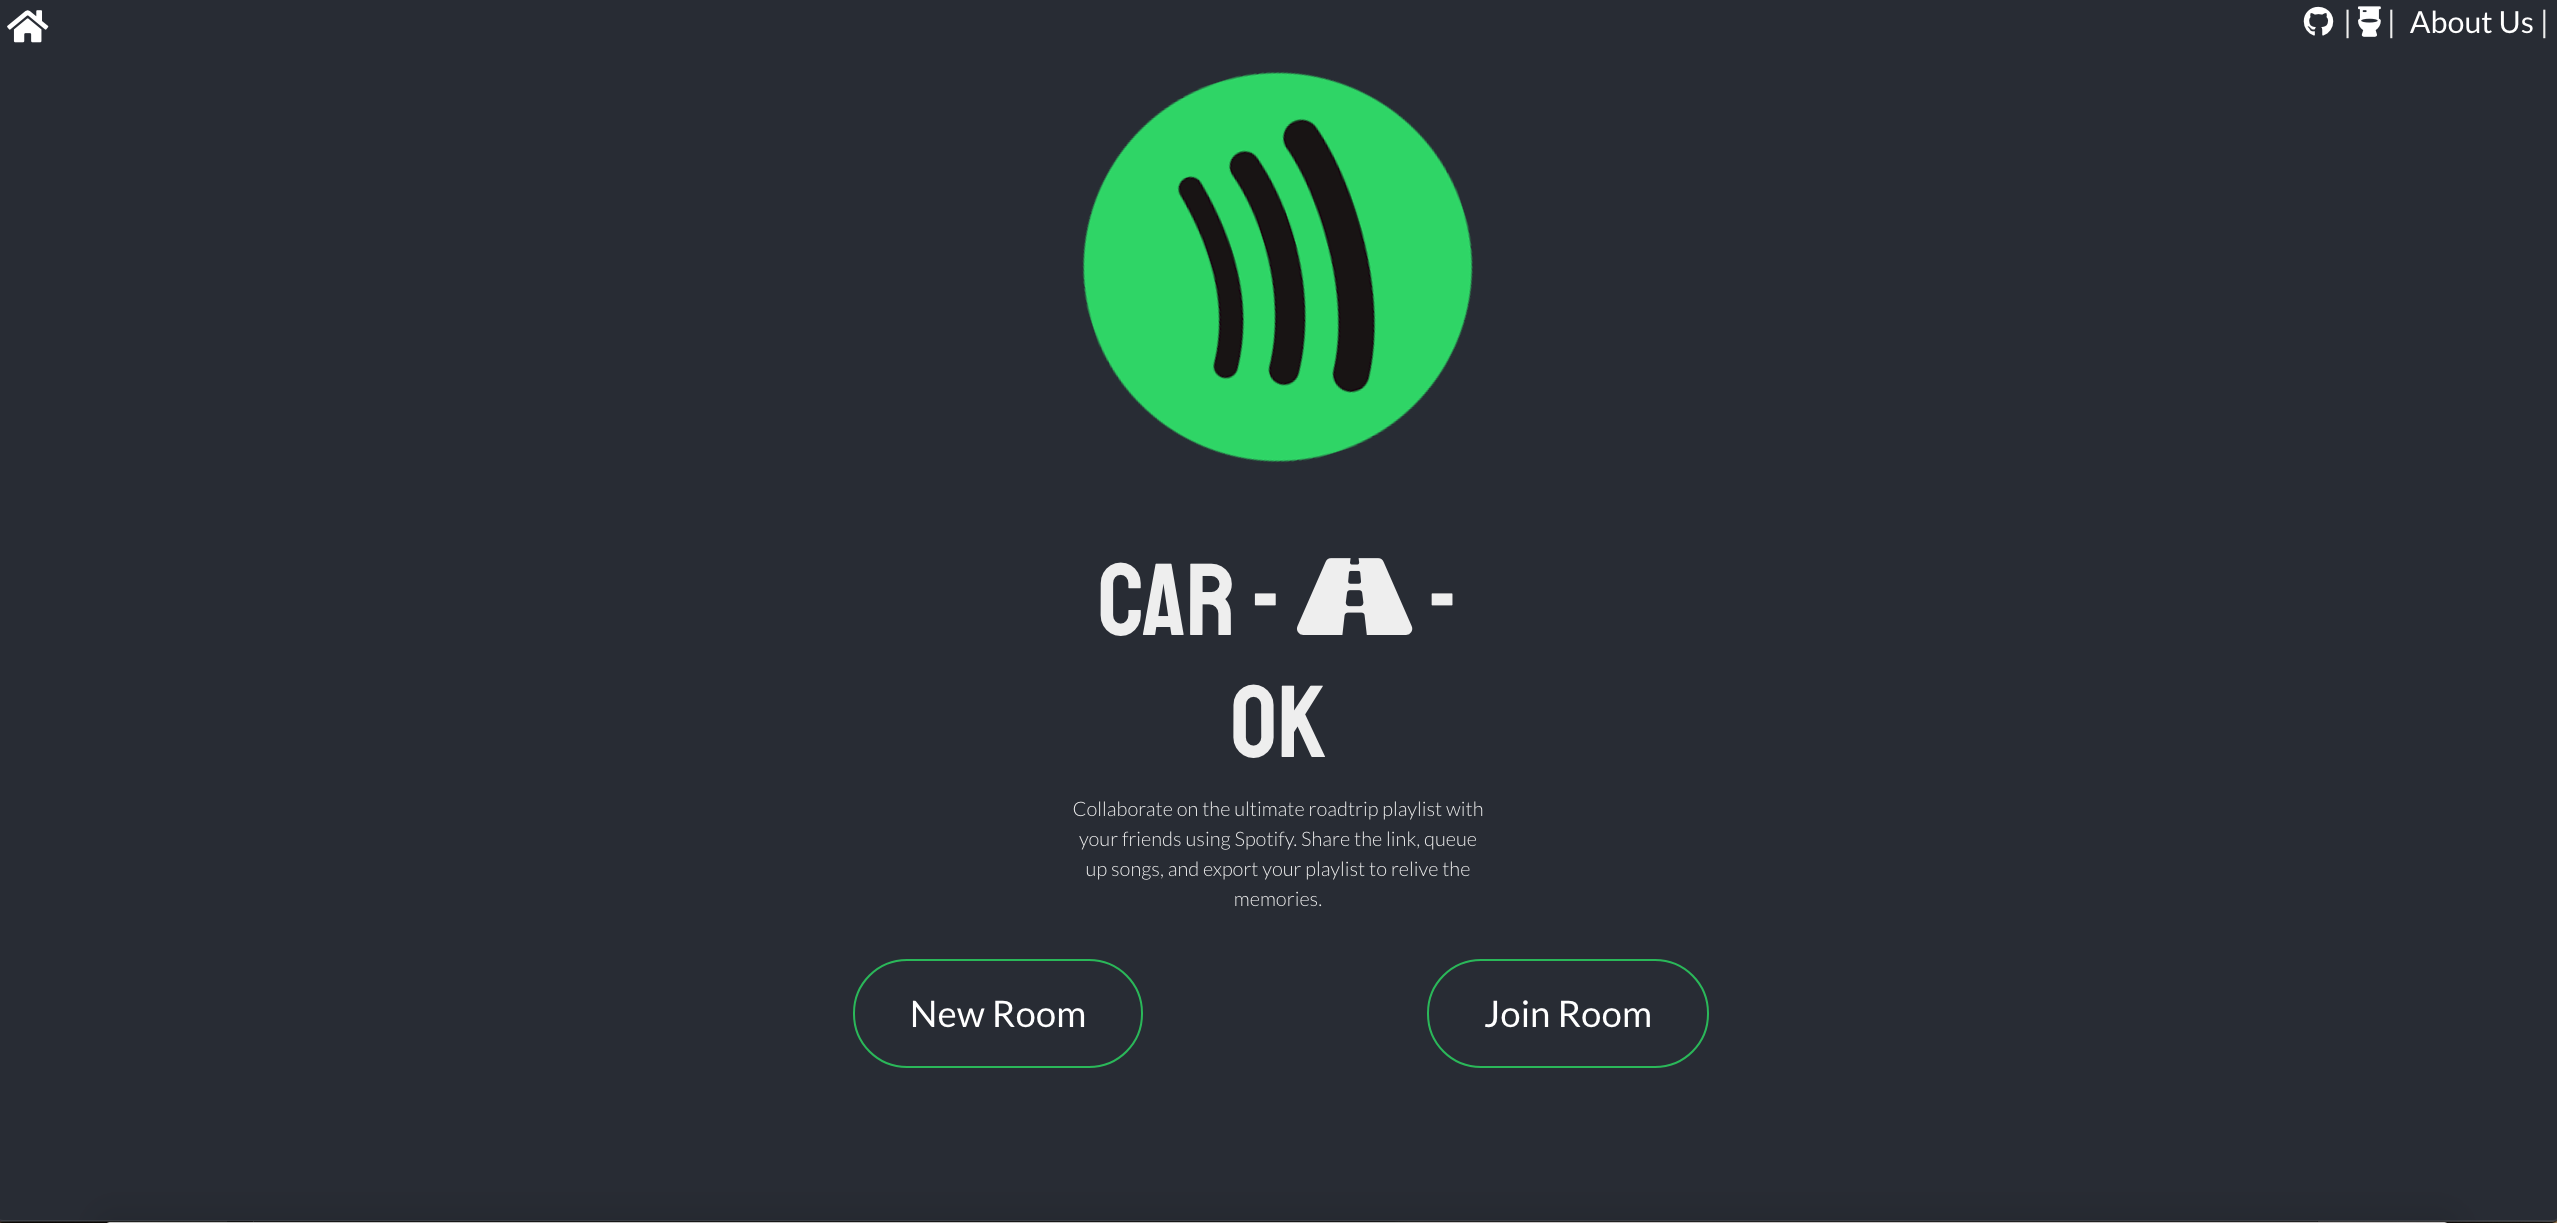 | | About Us |
CAR - -
OK
Collaborate on the ultimate roadtrip playlist with
your friends using Spotify. Share the link, queue
up songs, and export your playlist to relive the
memories.
New Room
Join Room